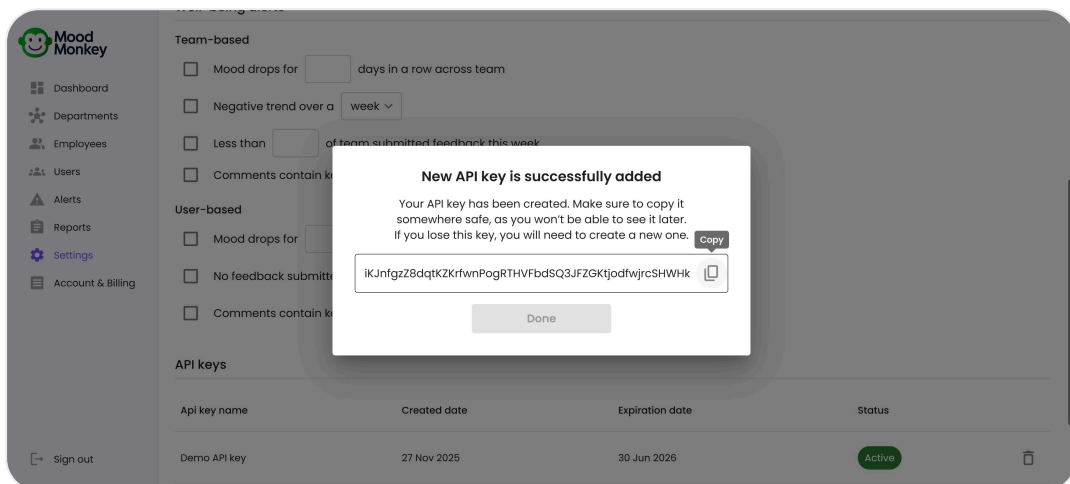 Well-being alerts
Mood
Monkey
Dashboard
Departments
Employees
Users
Alerts
Reports
Settings
Account & Billing
Sign out
Team-based
Mood drops for days in a row across team
Negative trend over a week
Less than of team submitted feedback this week
Comments contain
User-based
Mood drops for
No feedback
Comments contain
New API key is successfully added
Your API key has been created. Make sure to copy it
somewhere safe, as you won't be able to see it later.
If you lose this key, you will need to create a new one.
Copy
iKJnfgzZ8dqtKZKrfwnPogRTHVFbdSQ3JFZGKtjodfwjrcSHWHk
Done
API keys
Api key name Created date Expiration date Status
Demo API key 27 Nov 2025 30 Jun 2026 Active